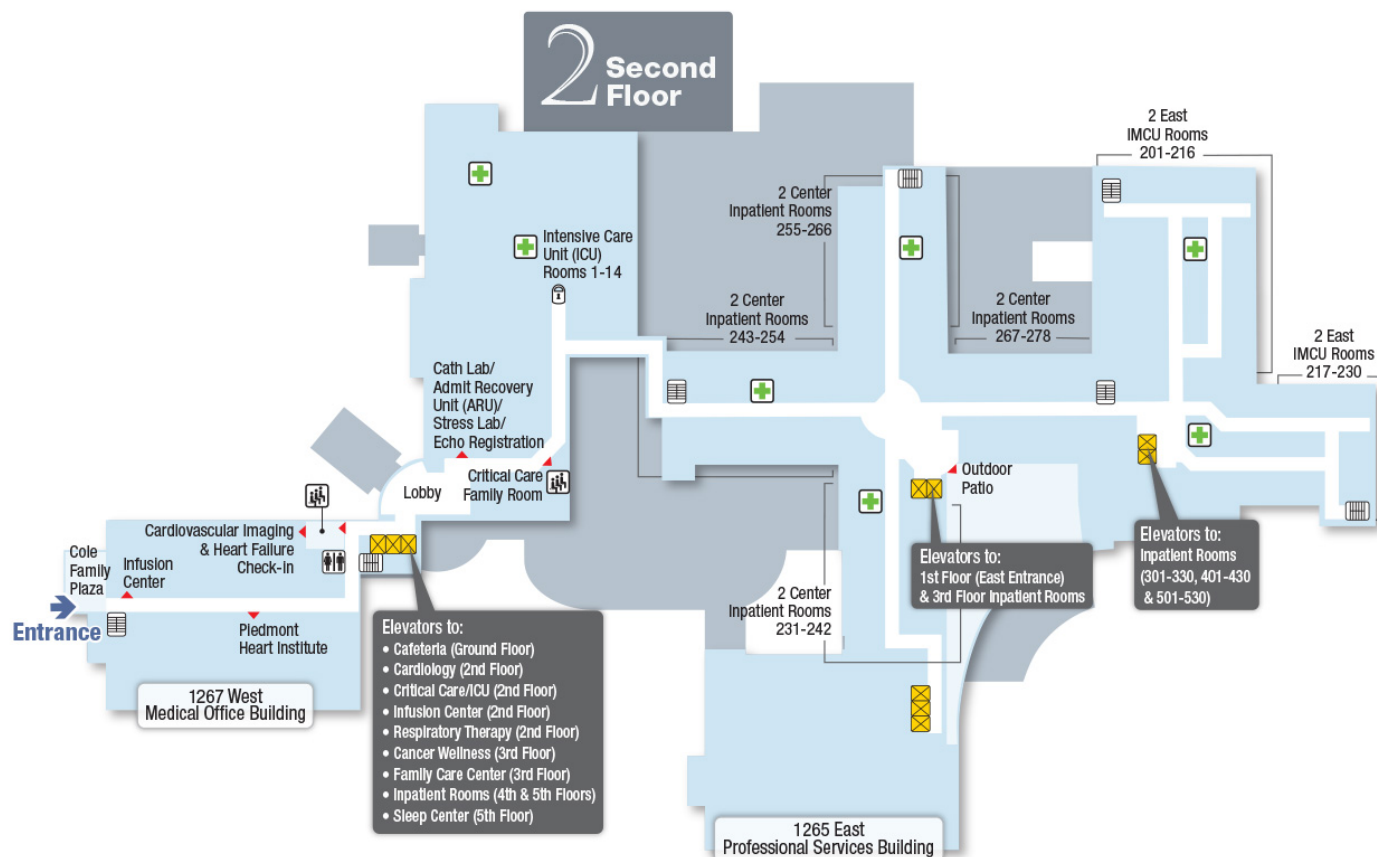 2 Second
Floor
2 East
IMCU Rooms
201-216
2 Center
Inpatient Rooms
255-266
Intensive Care
Unit (ICU)
Rooms 1-14
2 Center
Inpatient Rooms
243-254
2 Center
Inpatient Rooms
267-278
2 East
IMCU Rooms
217-230
Cath Lab/
Admit Recovery
Unit (ARU)/
Stress Lab/
Echo Registration
Lobby
Critical Care
Family Room
Outdoor
Patio
Cardiovascular Imaging
& Heart Failure
Check-In
Cole
Family
Plaza
Infusion
Center
Entrance
Piedmont
Heart Institute
1267 West
Medical Office Building
Elevators to:
• Cafeteria (Ground Floor)
• Cardiology (2nd Floor)
• Critical Care/ICU (2nd Floor)
• Infusion Center (2nd Floor)
• Respiratory Therapy (2nd Floor)
• Cancer Wellness (3rd Floor)
• Family Care Center (3rd Floor)
• Inpatient Rooms (4th & 5th Floors)
• Sleep Center (5th Floor)
2 Center
Inpatient Rooms
231-242
Elevators to:
1st Floor (East Entrance)
& 3rd Floor Inpatient Rooms
Elevators to:
Inpatient Rooms
(301-330, 401-430
& 501-530)
1265 East
Professional Services Building